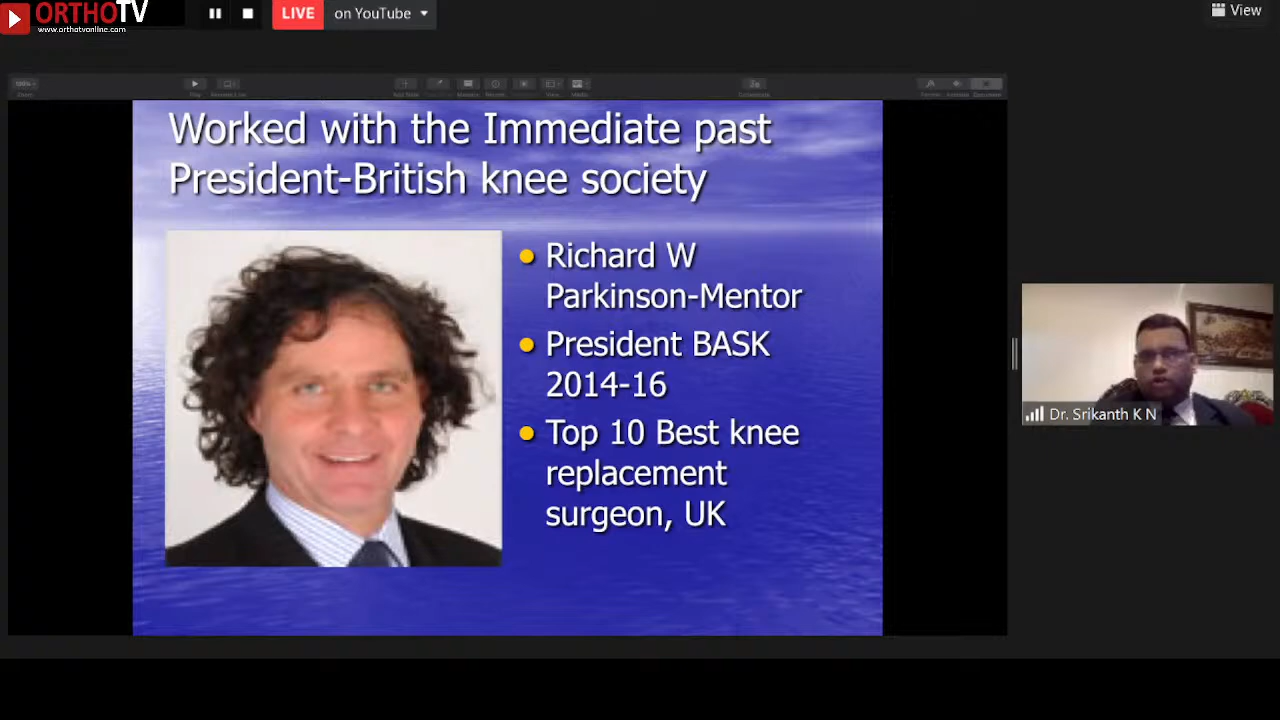 ORTHOTV
www.orthotvonline.com
LIVE on YouTube
View
Worked with the Immediate past
President-British knee society
Richard W
Parkinson-Mentor
President BASK
2014-16
Top 10 Best knee
replacement
surgeon, UK
Dr. Srikanth K N